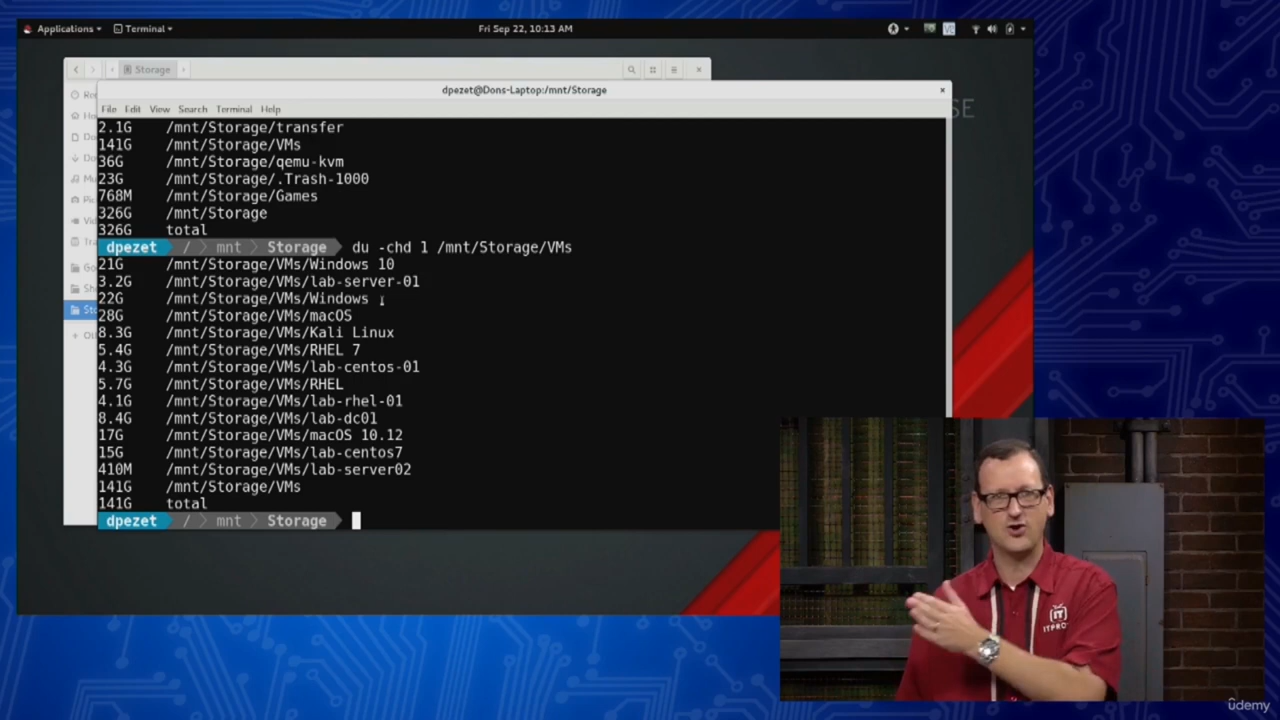 Applications
Terminal
Fri Sep 22, 10:13 AM
Storage
dpezet@Dons-Laptop:/mnt/Storage
SE
File Edit View Search Terminal Help
2.1G /mnt/Storage/transfer
141G /mnt/Storage/VMs
36G /mnt/Storage/qemu-kvm
23G /mnt/Storage/.Trash-1000
768M /mnt/Storage/Games
326G /mnt/Storage
326G total
dpezet / mnt Storage du -chd 1 /mnt/Storage/VMs
21G /mnt/Storage/VMs/Windows 10
3.2G /mnt/Storage/VMs/lab-server-01
22G /mnt/Storage/VMs/Windows
28G /mnt/Storage/VMs/macOS
8.3G /mnt/Storage/VMs/Kali Linux
5.4G /mnt/Storage/VMs/RHEL 7
4.3G /mnt/Storage/VMs/lab-centos-01
5.7G /mnt/Storage/VMs/RHEL
4.1G /mnt/Storage/VMs/lab-rhel-01
8.4G /mnt/Storage/VMs/lab-dc01
17G /mnt/Storage/VMs/macOS 10.12
15G /mnt/Storage/VMs/lab-centos7
410M /mnt/Storage/VMs/lab-server02
141G /mnt/Storage/VMs
141G total
dpezet / mnt Storage
IT
ITPRO
udemy